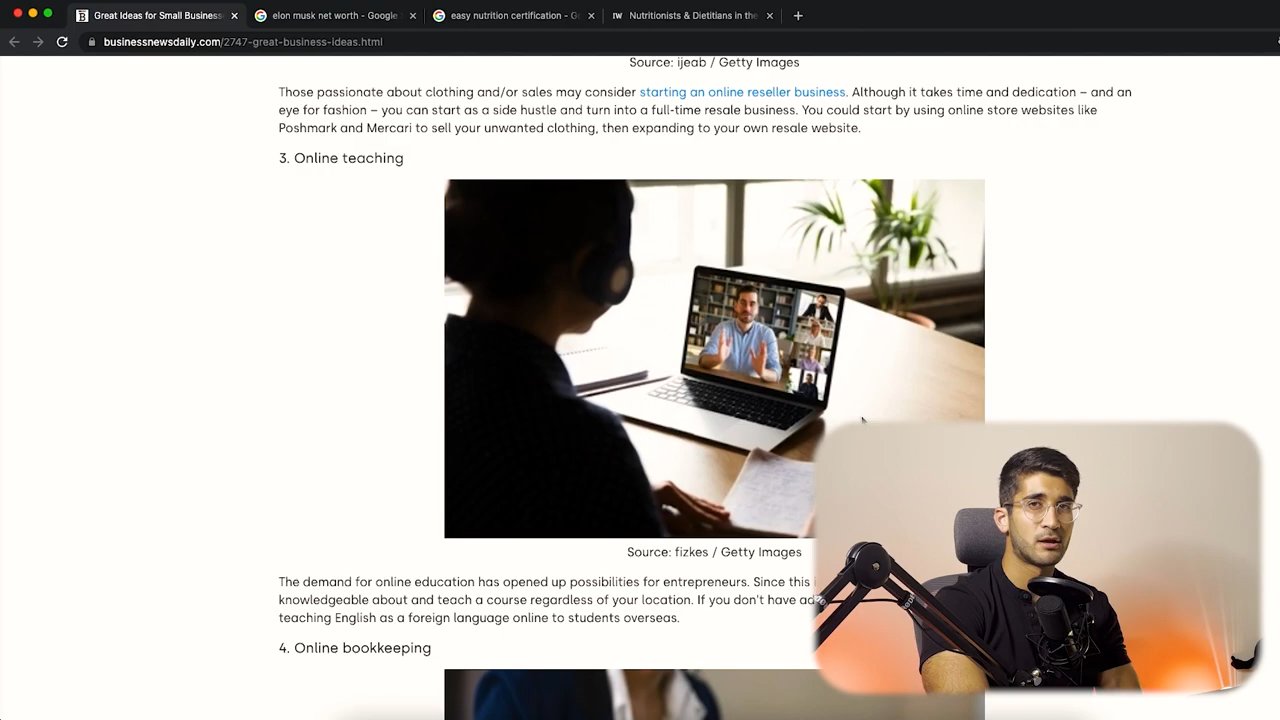 Great Ideas for Small Business
elon musk net worth - Google
easy nutrition certification - G
IW Nutritionists & Dietitians in the
businessnewsdaily.com/2747-great-business-ideas.html
Source: ijeab / Getty Images
Those passionate about clothing and/or sales may consider starting an online reseller business. Although it takes time and dedication – and an
eye for fashion – you can start as a side hustle and turn into a full-time resale business. You could start by using online store websites like
Poshmark and Mercari to sell your unwanted clothing, then expanding to your own resale website.
3. Online teaching
Source: fizkes / Getty Images
The demand for online education has opened up possibilities for entrepreneurs. Since this i
knowledgeable about and teach a course regardless of your location. If you don't have ad
teaching English as a foreign language online to students overseas.
4. Online bookkeeping